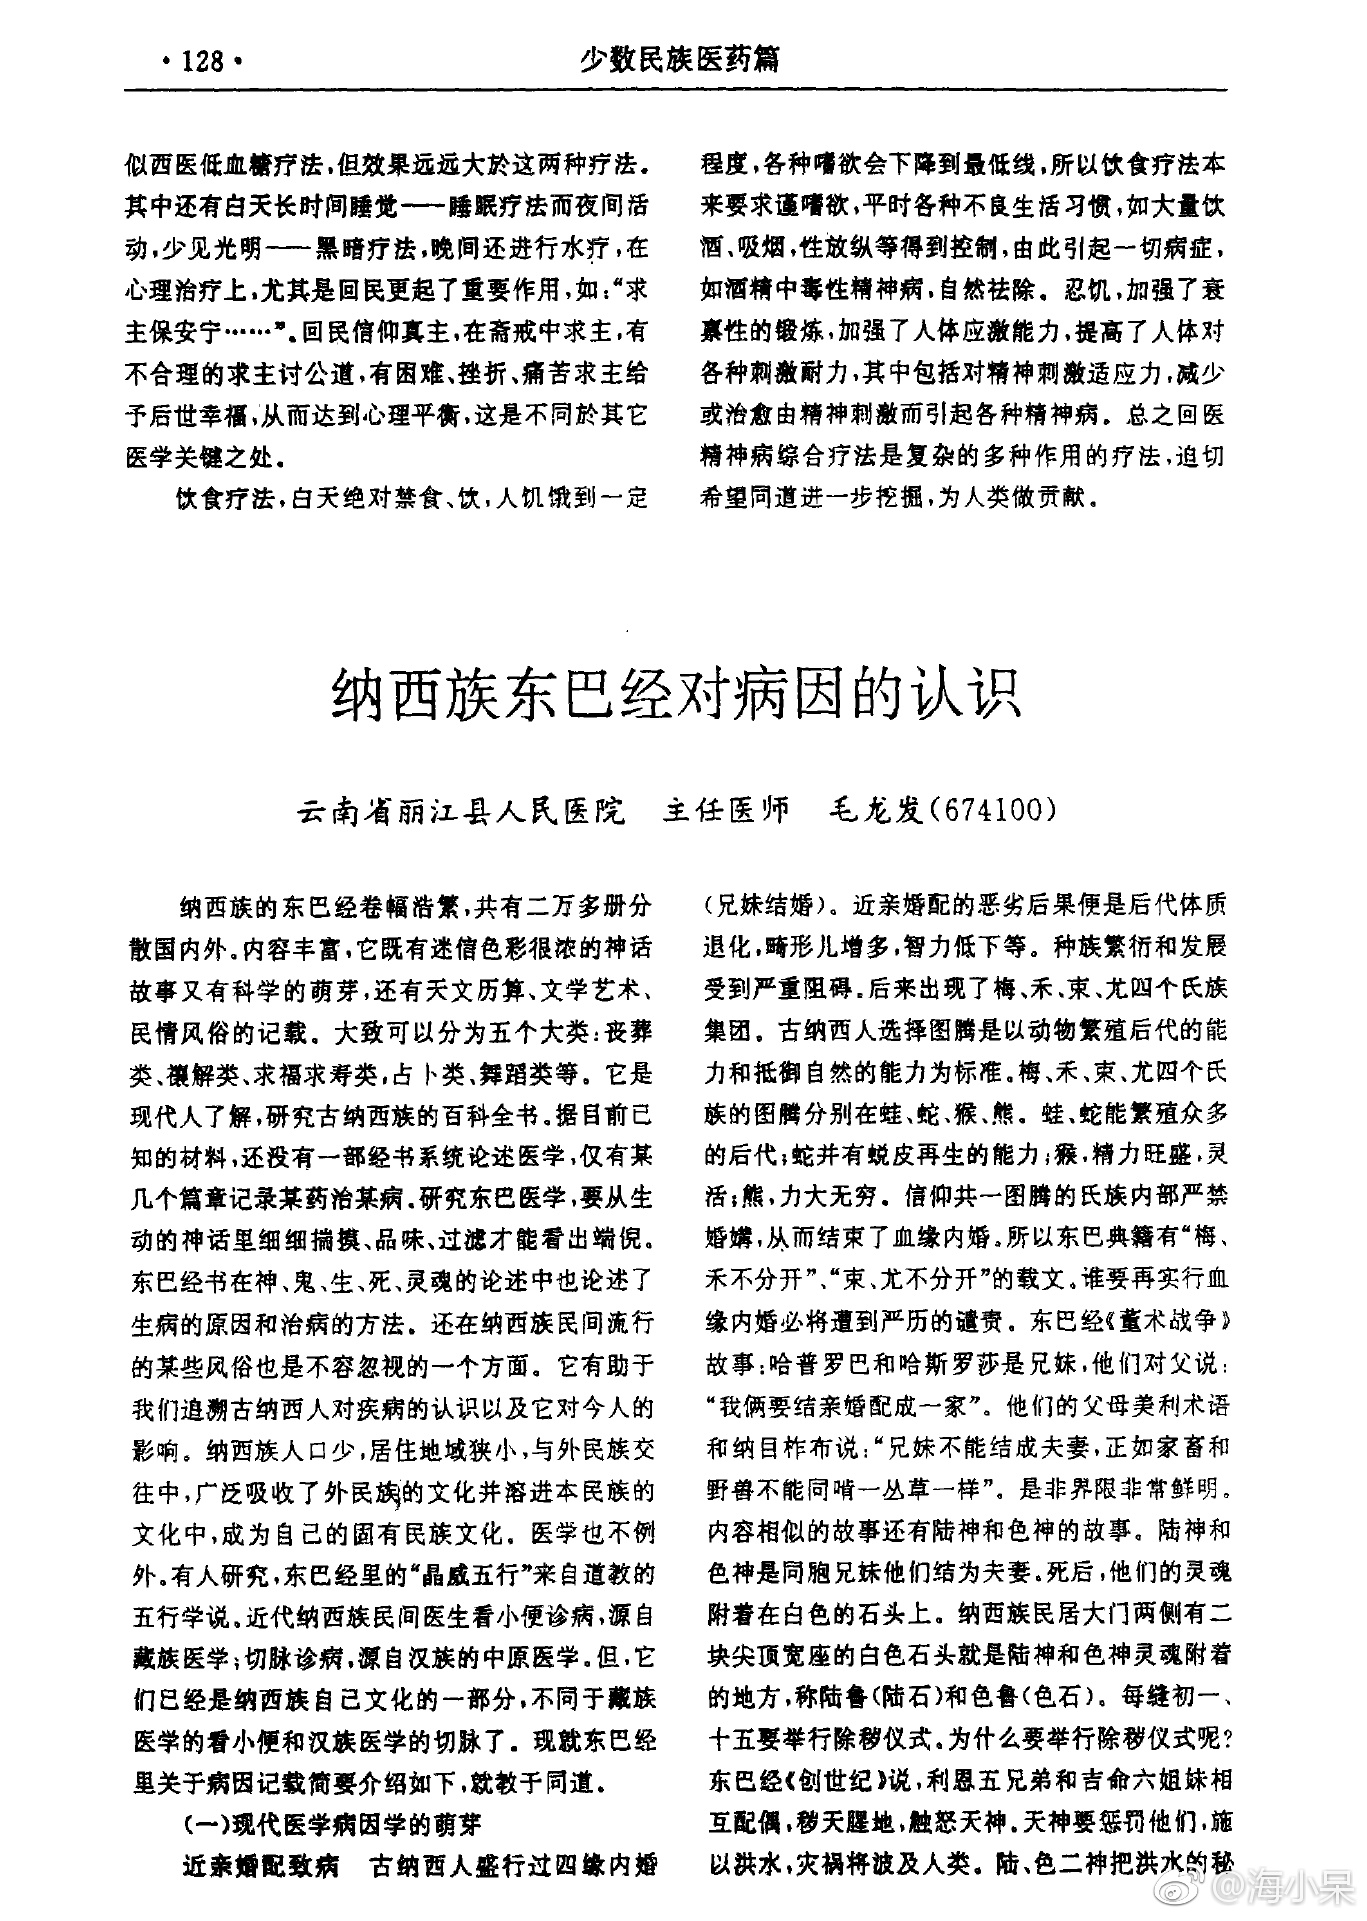 ·128·
少数民族医药篇
似西医低血糖疗法,但效果远远大於这两种疗法。
其中还有白天长时间睡觉——睡眠疗法而夜间活
动,少见光明——黑暗疗法,晚间还进行水疗,在
心理治疗上,尤其是回民更起了重要作用,如:“求
主保安宁……”。回民信仰真主,在斋戒中求主,有
不合理的求主讨公道,有困难、挫折、痛苦求主给
予后世幸福,从而达到心理平衡,这是不同於其它
医学关键之处。
饮食疗法,白天绝对禁食、饮,人饥饿到一定
程度,各种嗜欲会下降到最低线,所以饮食疗法本
来要求谨嗜欲,平时各种不良生活习惯,如大量饮
酒、吸烟,性放纵等得到控制,由此引起一切病症,
如酒精中毒性精神病,自然祛除。忍饥,加强了衰
禀性的锻炼,加强了人体应激能力,提高了人体对
各种刺激耐力,其中包括对精神刺激适应力,减少
或治愈由精神刺激而引起各种精神病。总之回医
精神病综合疗法是复杂的多种作用的疗法,迫切
希望同道进一步挖掘,为人类做贡献。
纳西族东巴经对病因的认识
云南省丽江县人民医院 主任医师 毛龙发(674100)
纳西族的东巴经卷幅浩繁,共有二万多册分
散国内外。内容丰富,它既有迷信色彩很浓的神话
故事又有科学的萌芽,还有天文历算、文学艺术、
民情风俗的记载。大致可以分为五个大类:丧葬
类、禳解类、求福求寿类,占卜类、舞蹈类等。它是
现代人了解,研究古纳西族的百科全书。据目前已
知的材料,还没有一部经书系统论述医学,仅有某
几个篇章记录某药治某病。研究东巴医学,要从生
动的神话里细细揣摸、品味、过滤才能看出端倪。
东巴经书在神、鬼、生、死、灵魂的论述中也论述了
生病的原因和治病的方法。还在纳西族民间流行
的某些风俗也是不容忽视的一个方面。它有助于
我们追溯古纳西人对疾病的认识以及它对今人的
影响。纳西族人口少,居住地域狭小,与外民族交
往中,广泛吸收了外民族的文化并溶进本民族的
文化中,成为自己的固有民族文化。医学也不例
外。有人研究,东巴经里的“晶威五行”来自道教的
五行学说。近代纳西族民间医生看小便诊病,源自
藏族医学;切脉诊病,源自汉族的中原医学。但,它
们已经是纳西族自己文化的一部分,不同于藏族
医学的看小便和汉族医学的切脉了。现就东巴经
里关于病因记载简要介绍如下,就教于同道。
(一)现代医学病因学的萌芽
近亲婚配致病 古纳西人盛行过四缘内婚
(兄妹结婚)。近亲婚配的恶劣后果便是后代体质
退化,畸形儿增多,智力低下等。种族繁衍和发展
受到严重阻碍。后来出现了梅、禾、束、尤四个氏族
集团。古纳西人选择图腾是以动物繁殖后代的能
力和抵御自然的能力为标准。梅、禾、束、尤四个氏
族的图腾分别在蛙、蛇、猴、熊。蛙、蛇能繁殖众多
的后代;蛇并有蜕皮再生的能力;猴,精力旺盛,灵
活;熊,力大无穷。信仰共一图腾的氏族内部严禁
婚媾,从而结束了血缘内婚。所以东巴典籍有“梅、
禾不分开”、“束、尤不分开”的载文。谁要再实行血
缘内婚必将遭到严历的谴责。东巴经《董术战争》
故事:哈普罗巴和哈斯罗莎是兄妹,他们对父说:
“我俩要结亲婚配成一家”。他们的父母美利术语
和纳目柞布说:“兄妹不能结成夫妻,正如家畜和
野兽不能同啃一丛草一样”。是非界限非常鲜明。
内容相似的故事还有陆神和色神的故事。陆神和
色神是同胞兄妹他们结为夫妻。死后,他们的灵魂
附着在白色的石头上。纳西族民居大门两侧有二
块尖顶宽座的白色石头就是陆神和色神灵魂附着
的地方,称陆鲁(陆石)和色鲁(色石)。每缝初一、
十五要举行除秽仪式。为什么要举行除秽仪式呢?
东巴经《创世纪》说,利恩五兄弟和吉命六姐妹相
互配偶,秽天腥地,触怒天神。天神要惩罚他们,施
以洪水,灾祸将波及人类。陆、色二神把洪水的秘
@海小呆